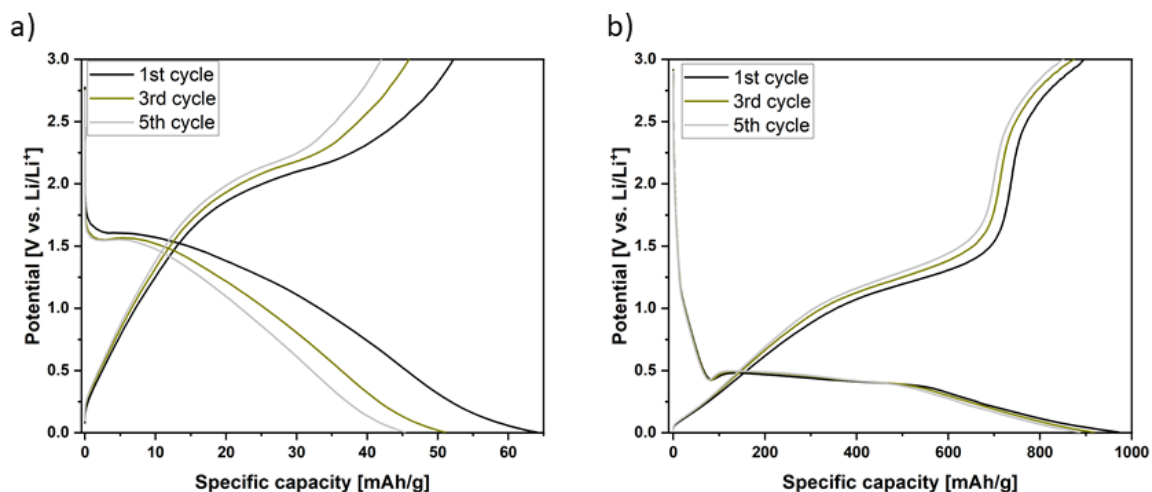 a)
3.0
2.5
2.0
1.5
1.0
0.5
0.0
Potential [V vs. Li/Li⁺]
1st cycle
3rd cycle
5th cycle
0 10 20 30 40 50 60
Specific capacity [mAh/g]
b)
3.0
2.5
2.0
1.5
1.0
0.5
0.0
Potential [V vs. Li/Li⁺]
1st cycle
3rd cycle
5th cycle
0 200 400 600 800 1000
Specific capacity [mAh/g]